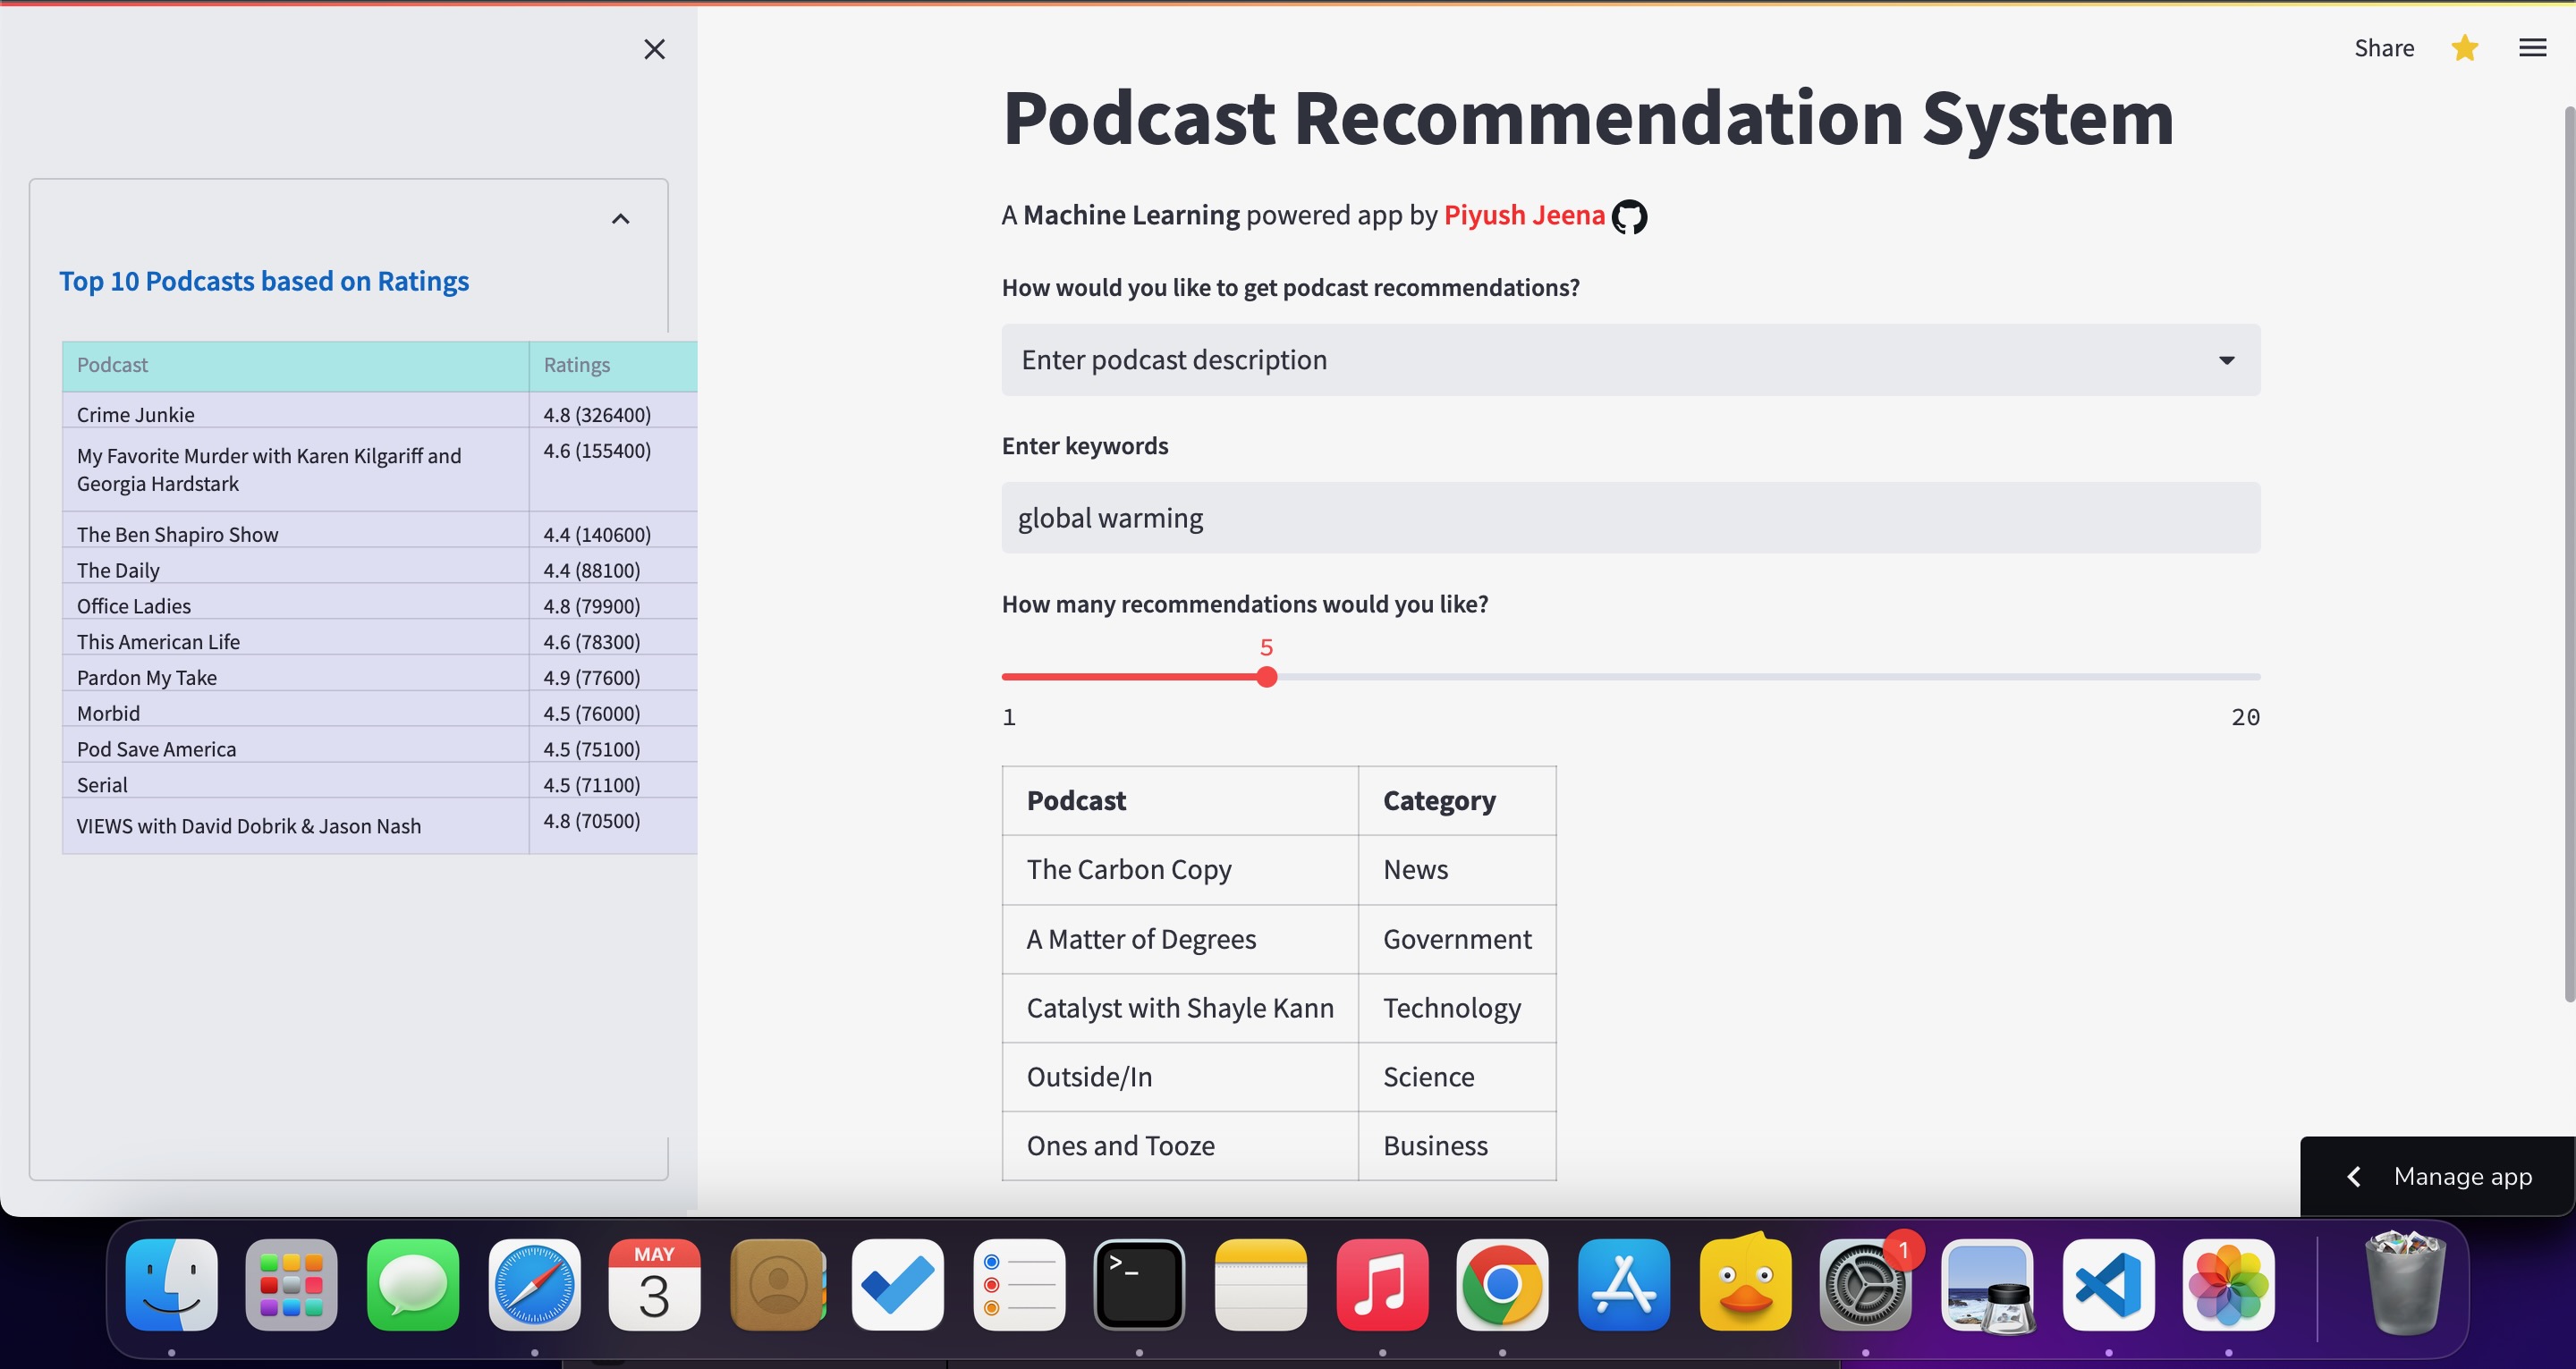 Share
Top 10 Podcasts based on Ratings
Podcast Ratings
Crime Junkie 4.8 (326400)
My Favorite Murder with Karen Kilgariff and 4.6 (155400)
Georgia Hardstark
The Ben Shapiro Show 4.4 (140600)
The Daily 4.4 (88100)
Office Ladies 4.8 (79900)
This American Life 4.6 (78300)
Pardon My Take 4.9 (77600)
Morbid 4.5 (76000)
Pod Save America 4.5 (75100)
Serial 4.5 (71100)
VIEWS with David Dobrik & Jason Nash 4.8 (70500)
Podcast Recommendation System
A Machine Learning powered app by Piyush Jeena
How would you like to get podcast recommendations?
Enter podcast description
Enter keywords
global warming
How many recommendations would you like?
5
1 20
Podcast Category
The Carbon Copy News
A Matter of Degrees Government
Catalyst with Shayle Kann Technology
Outside/In Science
Ones and Tooze Business
Manage app
MAY
3
>_
1